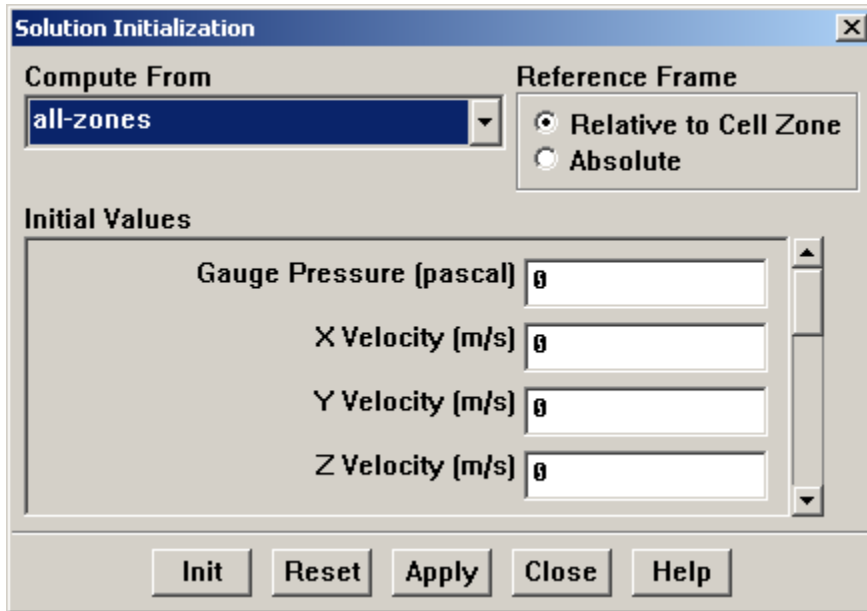 Solution Initialization
Compute From
all-zones
Reference Frame
Relative to Cell Zone
Absolute
Initial Values
Gauge Pressure (pascal) 0
X Velocity (m/s) 0
Y Velocity (m/s) 0
Z Velocity (m/s) 0
Init Reset Apply Close Help